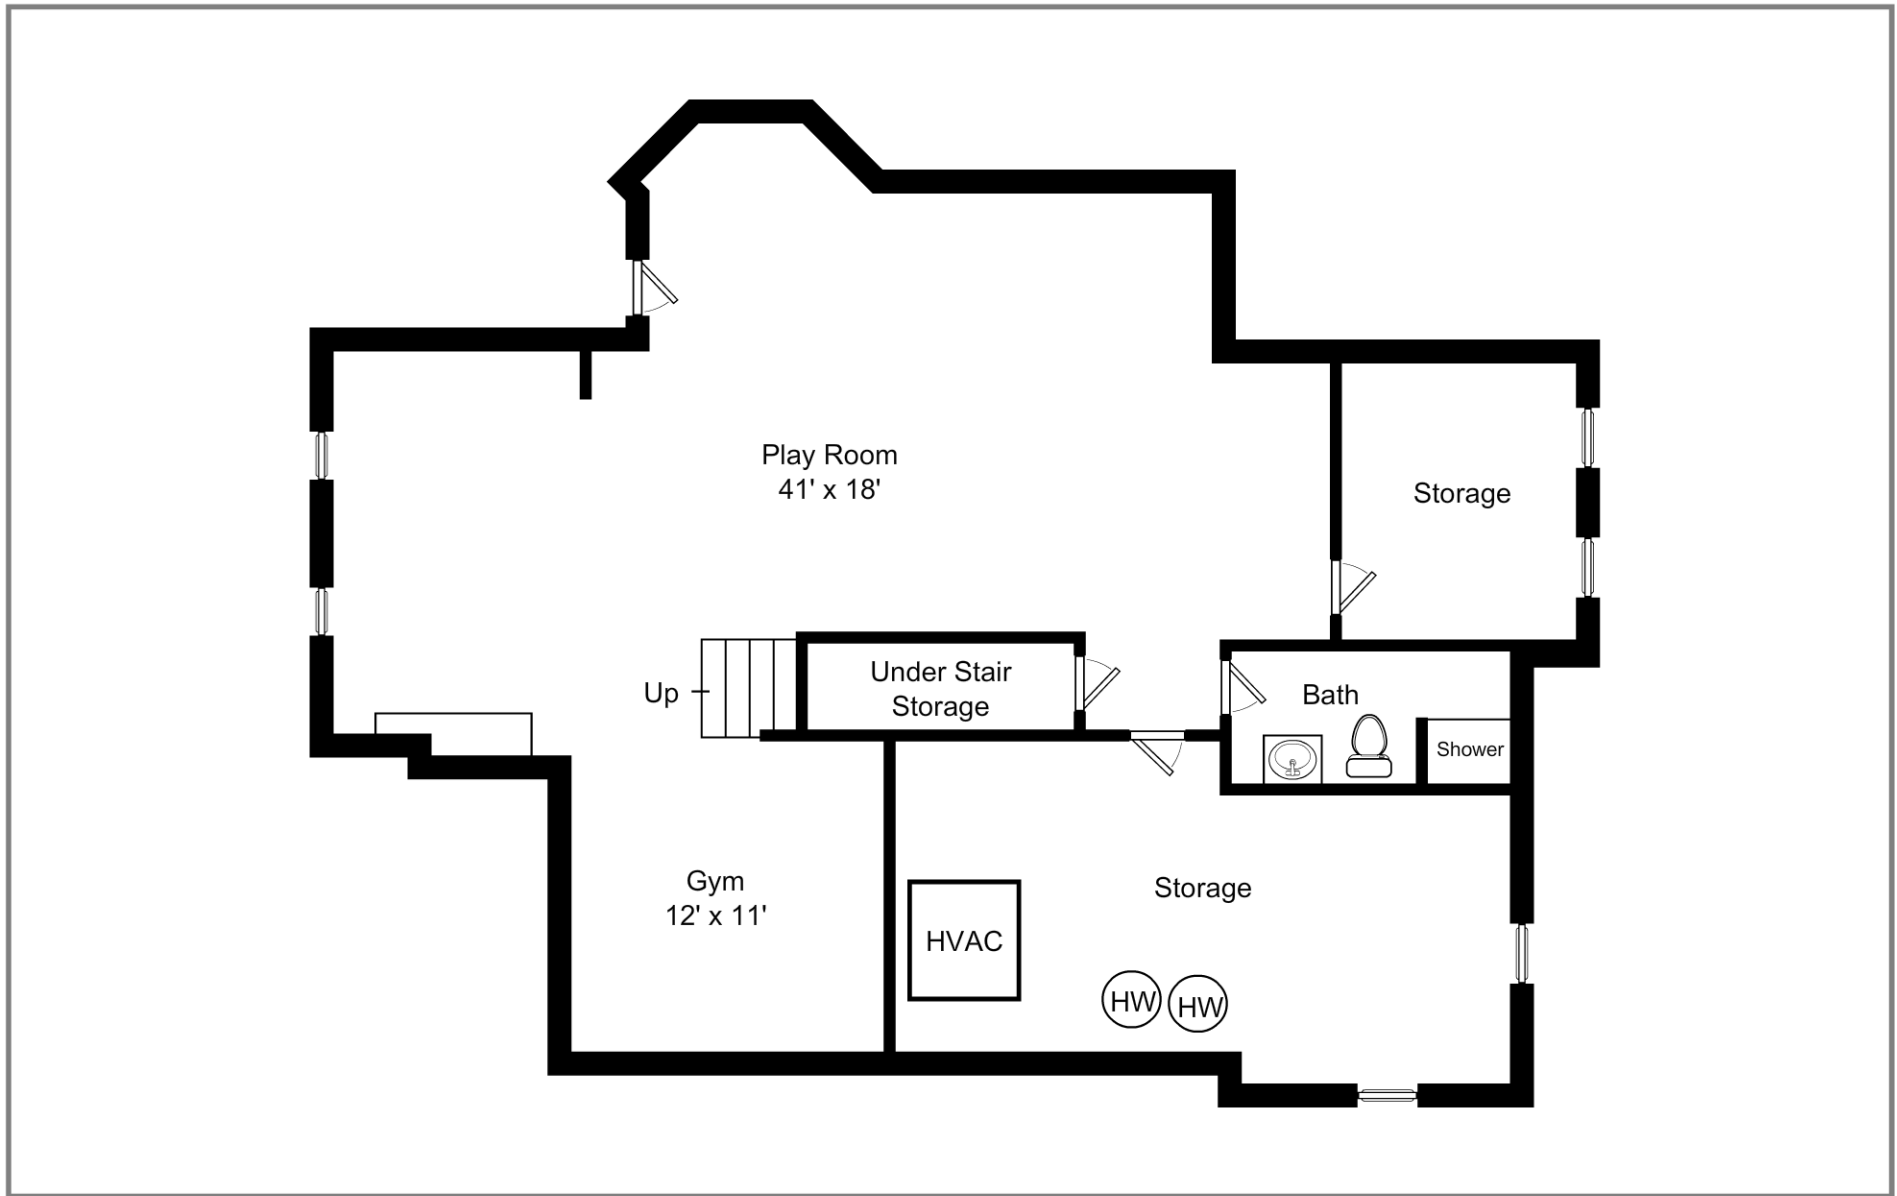 Play Room
41' x 18'
Storage
Up
Under Stair
Storage
Bath
Shower
Gym
12' x 11'
Storage
HVAC
HW
HW